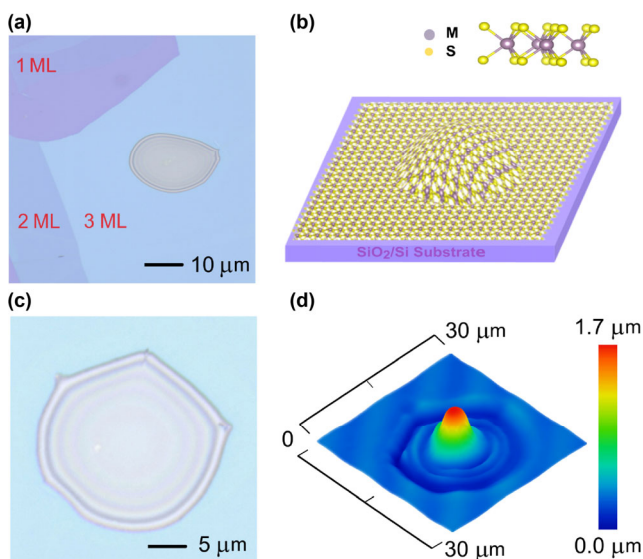 (a)
1 ML
2 ML
3 ML
10 μm
(b)
M
S
SiO₂/Si Substrate
(c)
5 μm
(d)
30 μm
1.7 μm
0
30 μm
0.0 μm